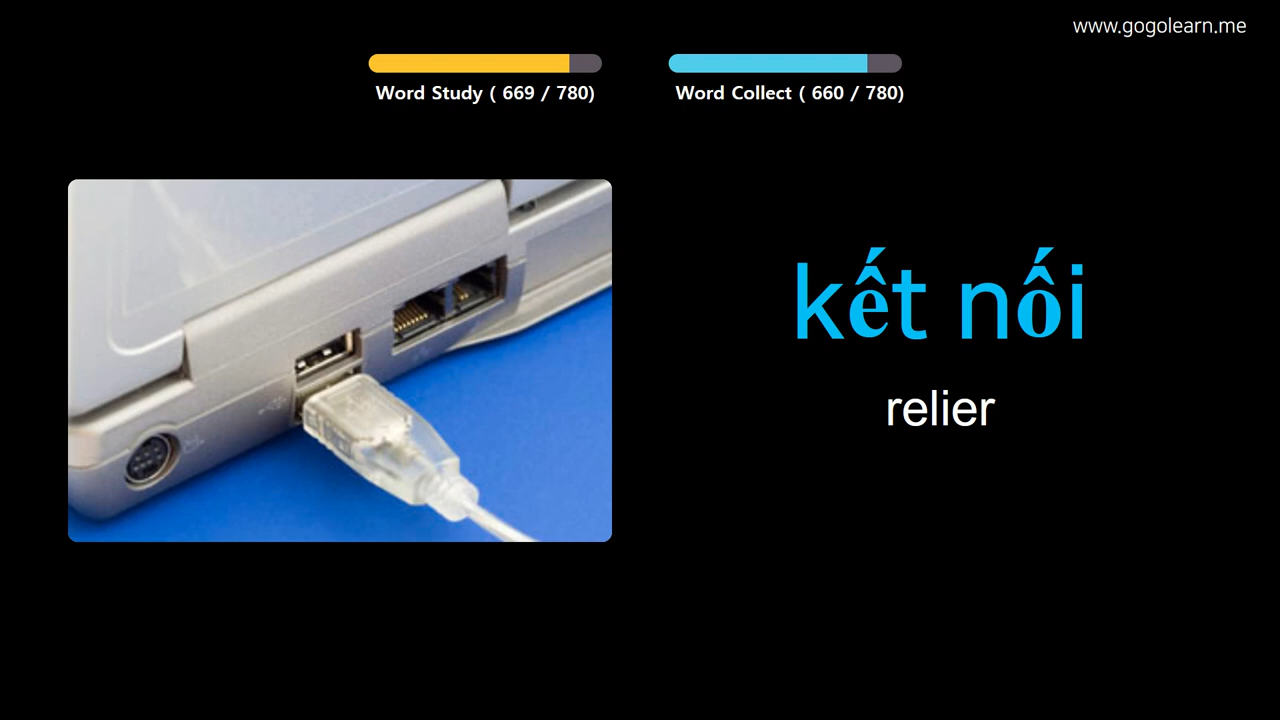 www.gogolearn.me
Word Study ( 669 / 780)
Word Collect ( 660 / 780)
kết nối
relier